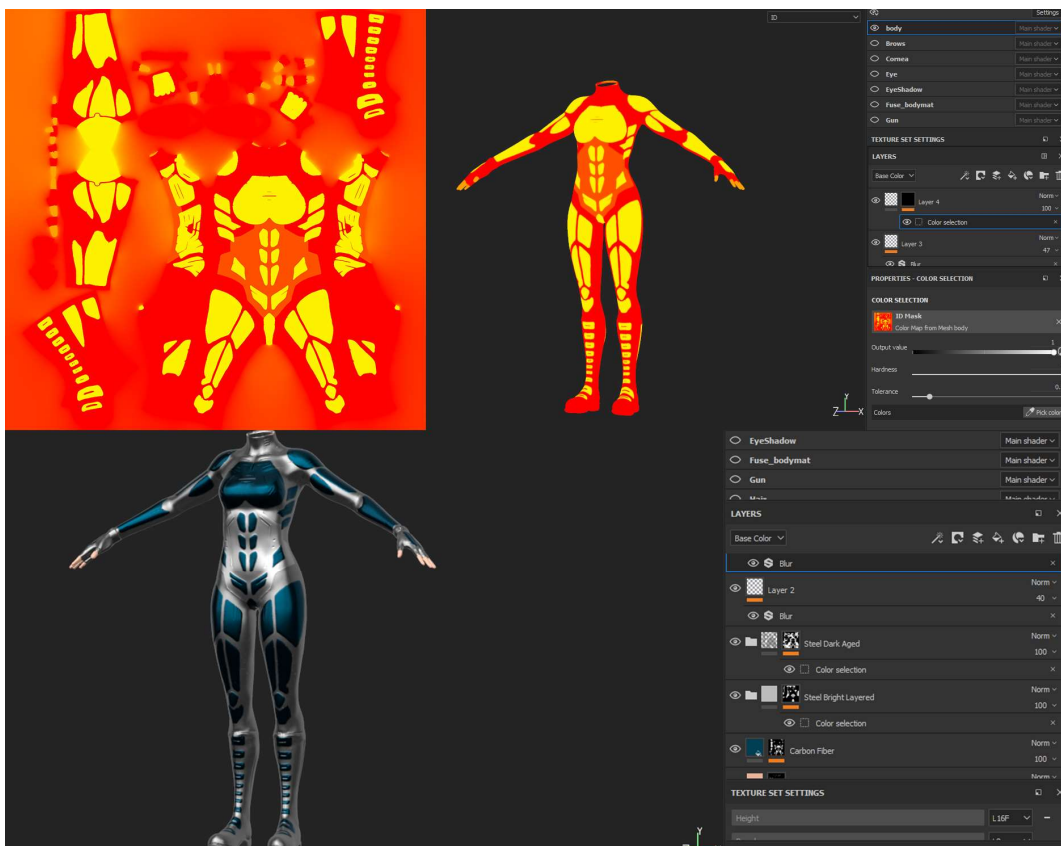 ID
Settings
body Main shader
Brows Main shader
Cornea Main shader
Eye Main shader
EyeShadow Main shader
Fuse_bodymat Main shader
Gun Main shader
TEXTURE SET SETTINGS
LAYERS
Base Color
Layer 4 Norm
100
Color selection
Layer 3 Norm
47
Blur
PROPERTIES - COLOR SELECTION
COLOR SELECTION
ID Mask
Color Map from Mesh body
Output value 1
Hardness
Tolerance 0.
Colors Pick color
Y
Z X
EyeShadow Main shader
Fuse_bodymat Main shader
Gun Main shader
Main shader
LAYERS
Base Color
Blur
Layer 2 Norm
40
Blur
Steel Dark Aged Norm
100
Color selection
Steel Bright Layered Norm
100
Color selection
Carbon Fiber Norm
100
Norm
TEXTURE SET SETTINGS
Height L16F
Y